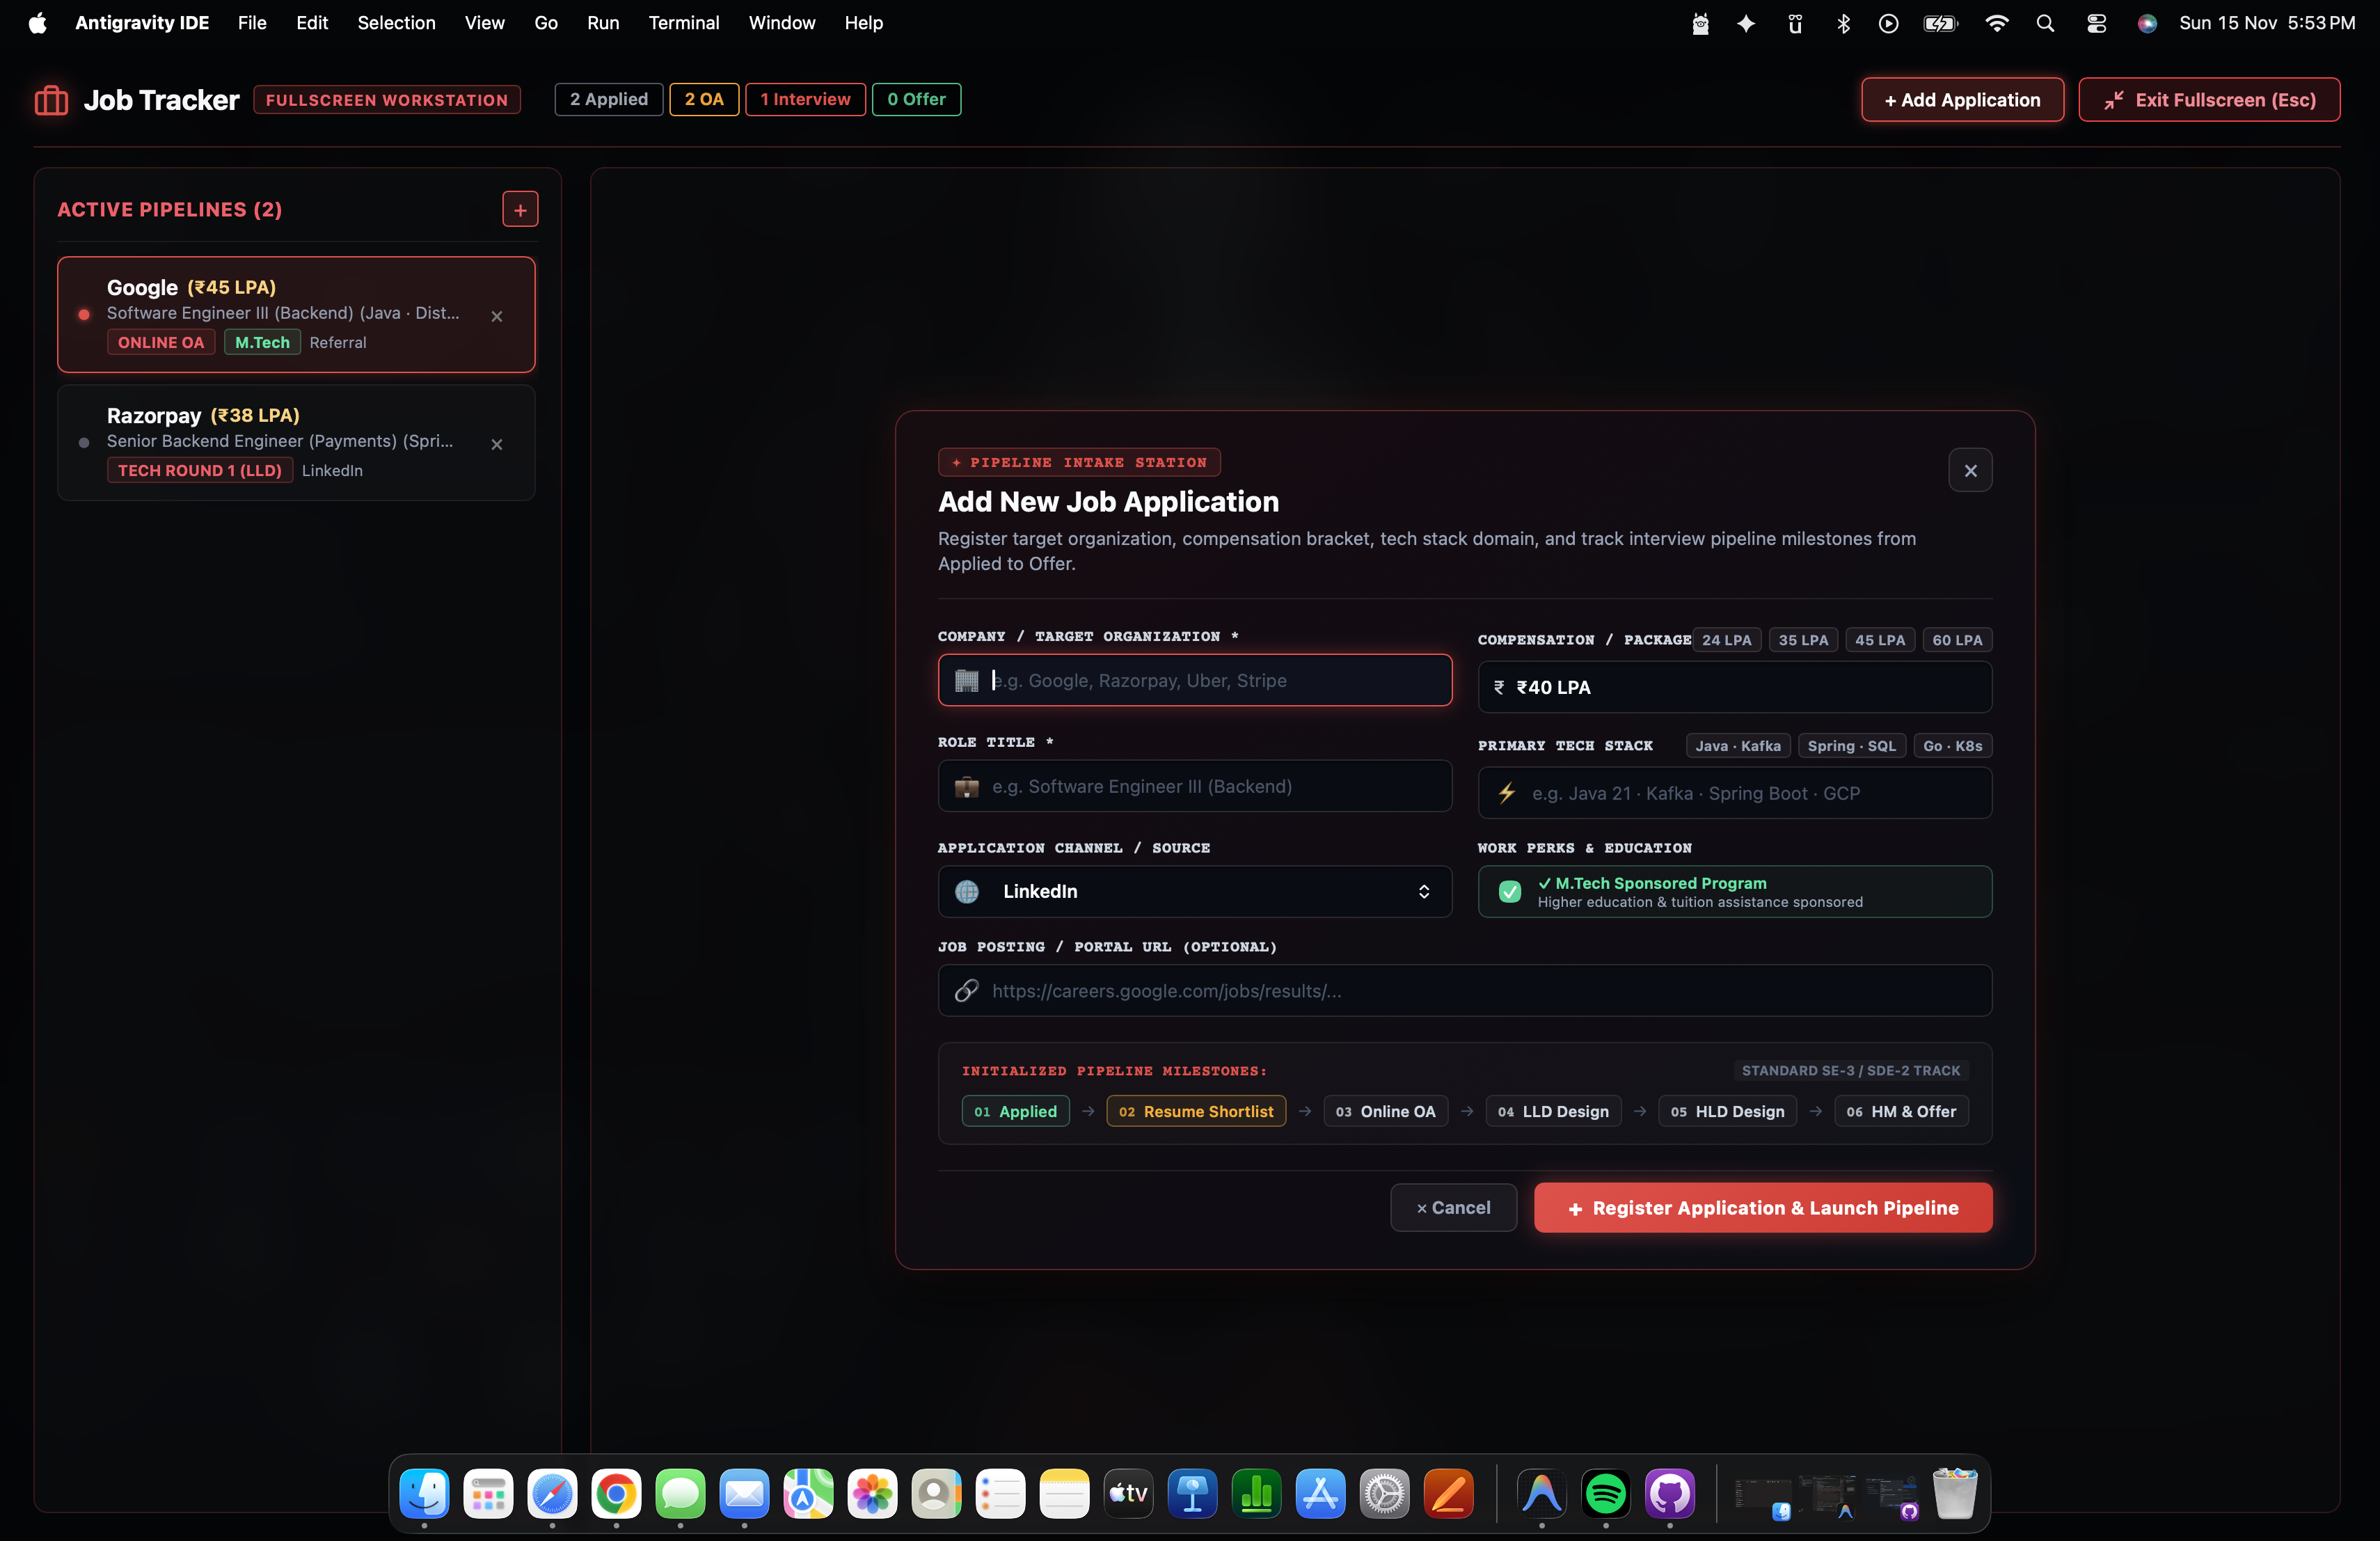 Antigravity IDE File Edit Selection View Go Run Terminal Window Help Sun 15 Nov 5:53 PM
Job Tracker FULLSCREEN WORKSTATION 2 Applied 2 OA 1 Interview 0 Offer + Add Application Exit Fullscreen (Esc)
ACTIVE PIPELINES (2) +
Google (₹45 LPA)
Software Engineer III (Backend) (Java · Dist... ×
ONLINE OA M.Tech Referral
Razorpay (₹38 LPA)
Senior Backend Engineer (Payments) (Spri... ×
TECH ROUND 1 (LLD) LinkedIn
✦ PIPELINE INTAKE STATION ×
Add New Job Application
Register target organization, compensation bracket, tech stack domain, and track interview pipeline milestones from
Applied to Offer.
COMPANY / TARGET ORGANIZATION *
e.g. Google, Razorpay, Uber, Stripe
COMPENSATION / PACKAGE 24 LPA 35 LPA 45 LPA 60 LPA
₹ ₹40 LPA
ROLE TITLE *
e.g. Software Engineer III (Backend)
PRIMARY TECH STACK Java · Kafka Spring · SQL Go · K8s
e.g. Java 21 · Kafka · Spring Boot · GCP
APPLICATION CHANNEL / SOURCE
LinkedIn
WORK PERKS & EDUCATION
✓ M.Tech Sponsored Program
Higher education & tuition assistance sponsored
JOB POSTING / PORTAL URL (OPTIONAL)
https://careers.google.com/jobs/results/...
INITIALIZED PIPELINE MILESTONES: STANDARD SE-3 / SDE-2 TRACK
01 Applied → 02 Resume Shortlist → 03 Online OA → 04 LLD Design → 05 HLD Design → 06 HM & Offer
× Cancel + Register Application & Launch Pipeline
tv